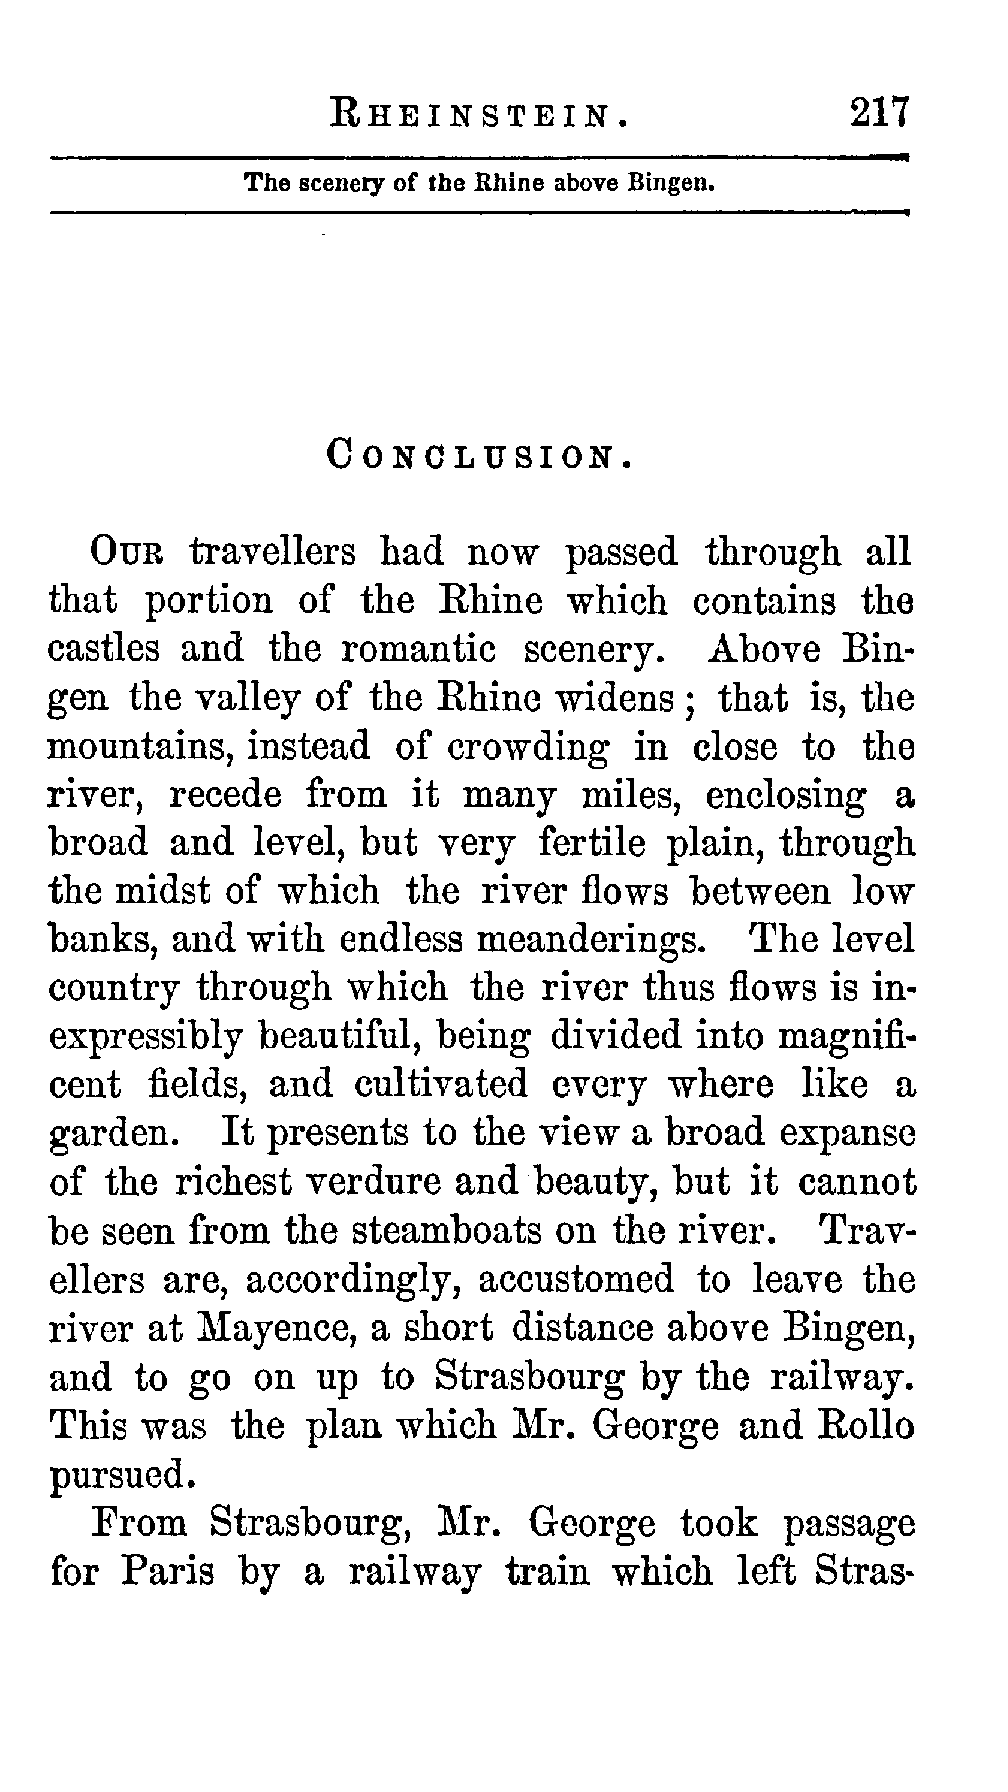 RHEINSTEIN. 217
The scenery of the Rhine above Bingen.
CONCLUSION.
OUR travellers had now passed through all
that portion of the Rhine which contains the
castles and the romantic scenery. Above Bin-
gen the valley of the Rhine widens; that is, the
mountains, instead of crowding in close to the
river, recede from it many miles, enclosing a
broad and level, but very fertile plain, through
the midst of which the river flows between low
banks, and with endless meanderings. The level
country through which the river thus flows is in-
expressibly beautiful, being divided into magnifi-
cent fields, and cultivated every where like a
garden. It presents to the view a broad expanse
of the richest verdure and beauty, but it cannot
be seen from the steamboats on the river. Trav-
ellers are, accordingly, accustomed to leave the
river at Mayence, a short distance above Bingen,
and to go on up to Strasbourg by the railway.
This was the plan which Mr. George and Rollo
pursued.
From Strasbourg, Mr. George took passage
for Paris by a railway train which left Stras-